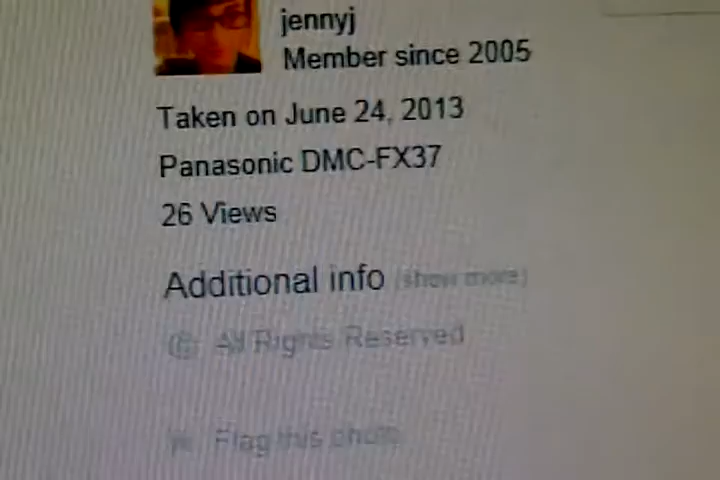 jennyj
Member since 2005
Taken on June 24, 2013
Panasonic DMC-FX37
26 Views
Additional info (show more)
© All Rights Reserved
Flag this photo